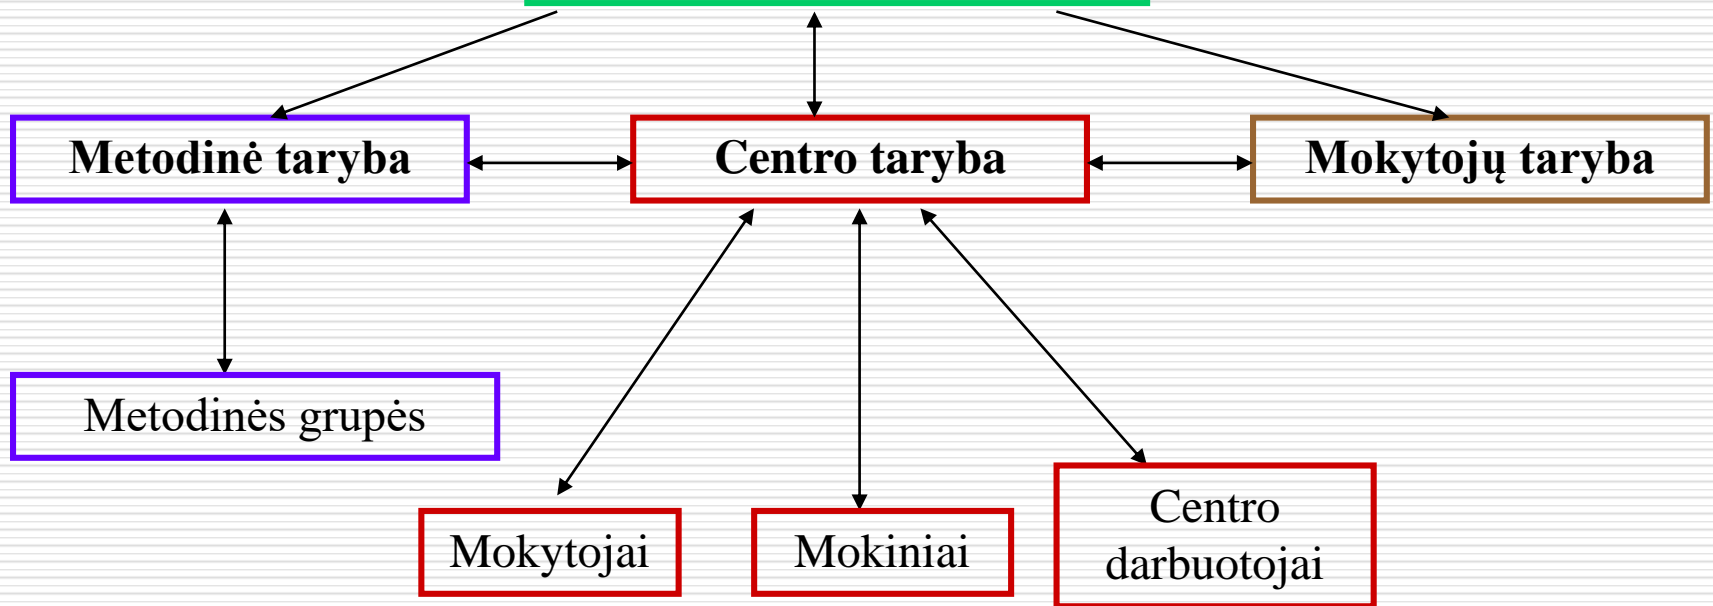 Metodinė taryba
Centro taryba
Mokytojų taryba
Metodinės grupės
Mokytojai
Mokiniai
Centro
darbuotojai